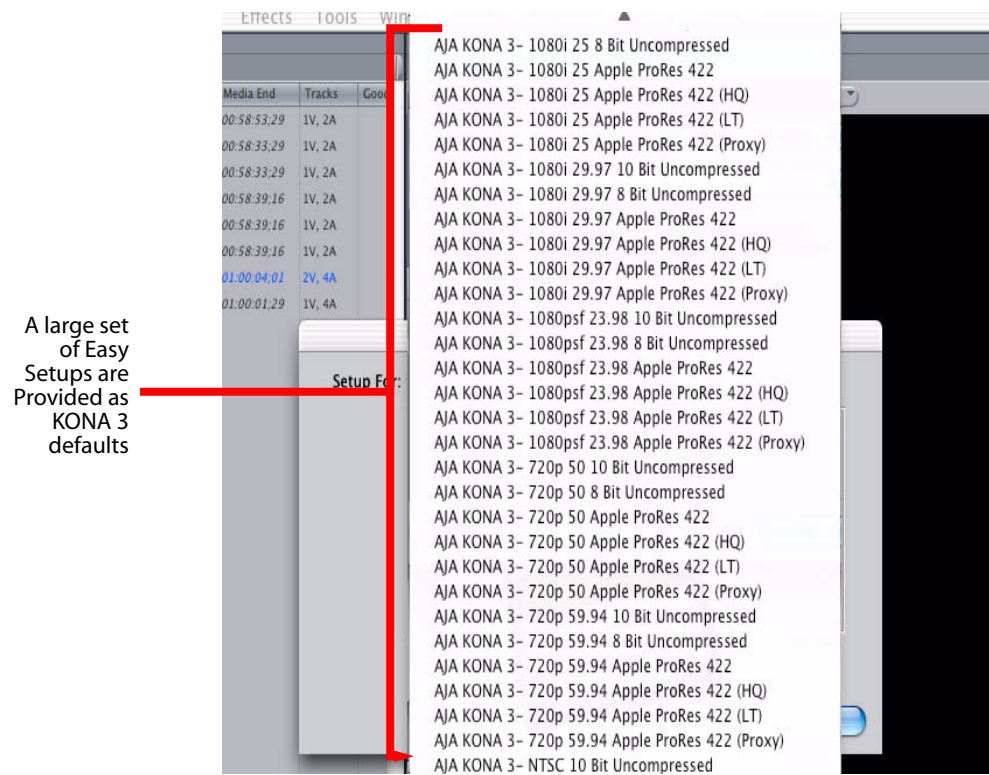 Effects Tools Win
Media End Tracks Good
00:58:53;29 1V, 2A
00:58:33;29 1V, 2A
00:58:33;29 1V, 2A
00:58:39;16 1V, 2A
00:58:39;16 1V, 2A
00:58:39;16 1V, 2A
01:00:04;01 2V, 4A
01:00:01;29 1V, 4A
Setup For:
A large set
of Easy
Setups are
Provided as
KONA 3
defaults
AJA KONA 3- 1080i 25 8 Bit Uncompressed
AJA KONA 3- 1080i 25 Apple ProRes 422
AJA KONA 3- 1080i 25 Apple ProRes 422 (HQ)
AJA KONA 3- 1080i 25 Apple ProRes 422 (LT)
AJA KONA 3- 1080i 25 Apple ProRes 422 (Proxy)
AJA KONA 3- 1080i 29.97 10 Bit Uncompressed
AJA KONA 3- 1080i 29.97 8 Bit Uncompressed
AJA KONA 3- 1080i 29.97 Apple ProRes 422
AJA KONA 3- 1080i 29.97 Apple ProRes 422 (HQ)
AJA KONA 3- 1080i 29.97 Apple ProRes 422 (LT)
AJA KONA 3- 1080i 29.97 Apple ProRes 422 (Proxy)
AJA KONA 3- 1080psf 23.98 10 Bit Uncompressed
AJA KONA 3- 1080psf 23.98 8 Bit Uncompressed
AJA KONA 3- 1080psf 23.98 Apple ProRes 422
AJA KONA 3- 1080psf 23.98 Apple ProRes 422 (HQ)
AJA KONA 3- 1080psf 23.98 Apple ProRes 422 (LT)
AJA KONA 3- 1080psf 23.98 Apple ProRes 422 (Proxy)
AJA KONA 3- 720p 50 10 Bit Uncompressed
AJA KONA 3- 720p 50 8 Bit Uncompressed
AJA KONA 3- 720p 50 Apple ProRes 422
AJA KONA 3- 720p 50 Apple ProRes 422 (HQ)
AJA KONA 3- 720p 50 Apple ProRes 422 (LT)
AJA KONA 3- 720p 50 Apple ProRes 422 (Proxy)
AJA KONA 3- 720p 59.94 10 Bit Uncompressed
AJA KONA 3- 720p 59.94 8 Bit Uncompressed
AJA KONA 3- 720p 59.94 Apple ProRes 422
AJA KONA 3- 720p 59.94 Apple ProRes 422 (HQ)
AJA KONA 3- 720p 59.94 Apple ProRes 422 (LT)
AJA KONA 3- 720p 59.94 Apple ProRes 422 (Proxy)
AJA KONA 3- NTSC 10 Bit Uncompressed